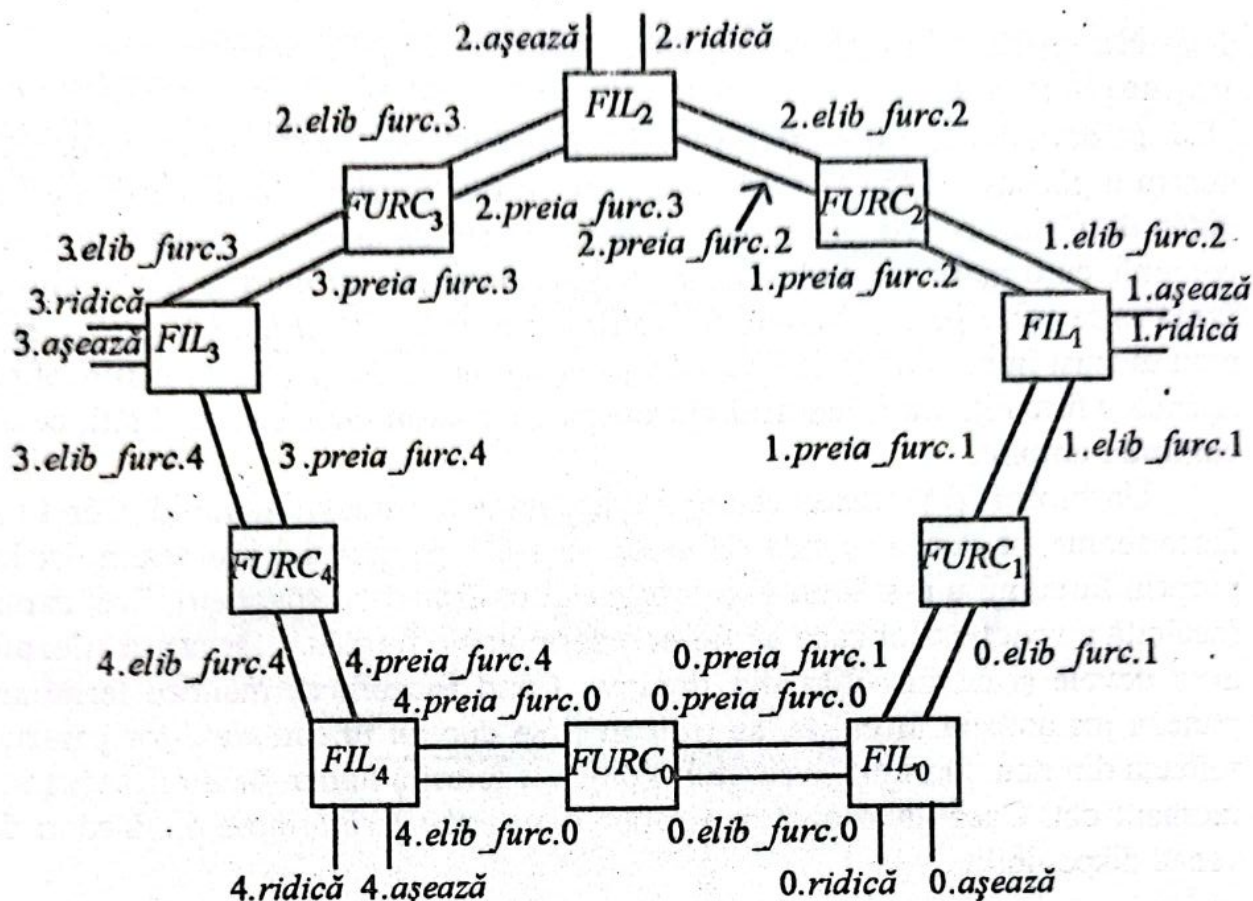 2.aşează 2.ridică
FIL2
2.elib_furc.3 2.elib_furc.2
FURC3 FURC2
2.preia_furc.3
2.preia_furc.2
3.elib_furc.3 1.elib_furc.2
3.preia_furc.3 1.preia_furc.2
3.ridică 1.aşează
FIL3 FIL1
3.aşează 1.ridică
3.elib_furc.4 3.preia_furc.4 1.preia_furc.1 1.elib_furc.1
FURC4 FURC1
4.elib_furc.4 4.preia_furc.4 0.preia_furc.1 0.elib_furc.1
4.preia_furc.0 0.preia_furc.0
FIL4 FURC0 FIL0
4.elib_furc.0 0.elib_furc.0
4.ridică 4.aşează 0.ridică 0.aşează